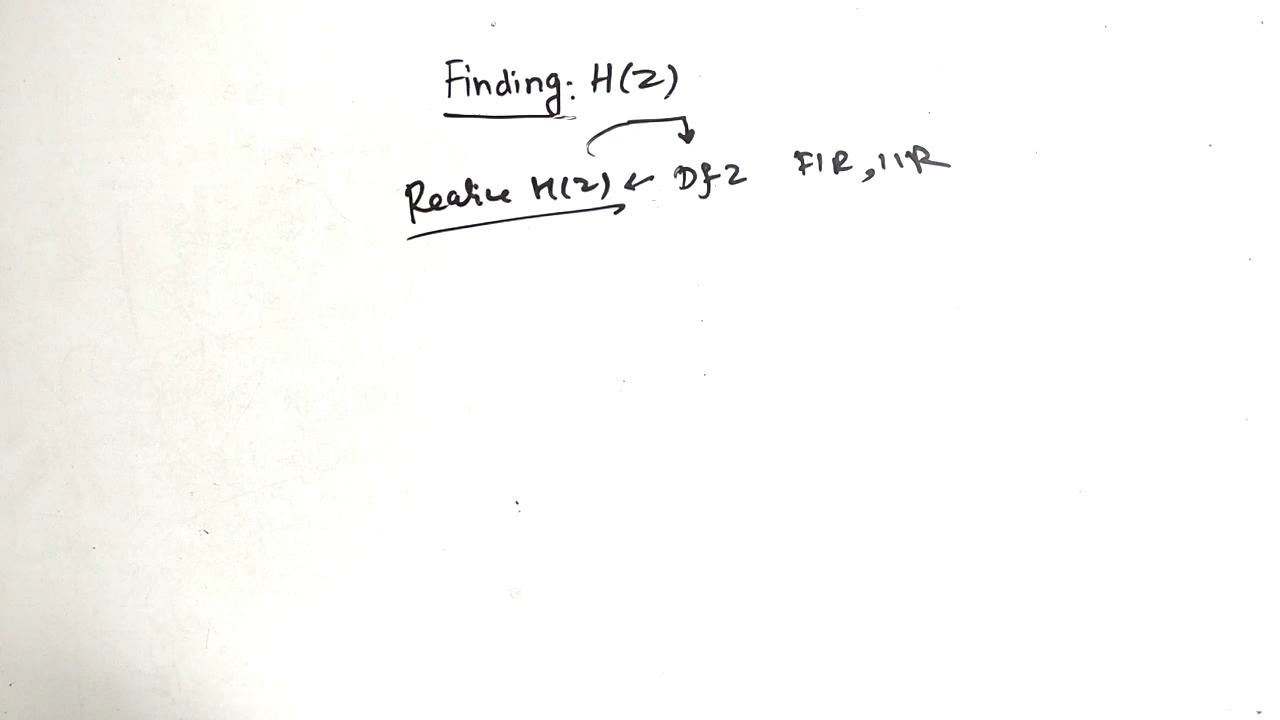 Finding: H(z)
Realize H(z) ← Df2 FIR, IIR